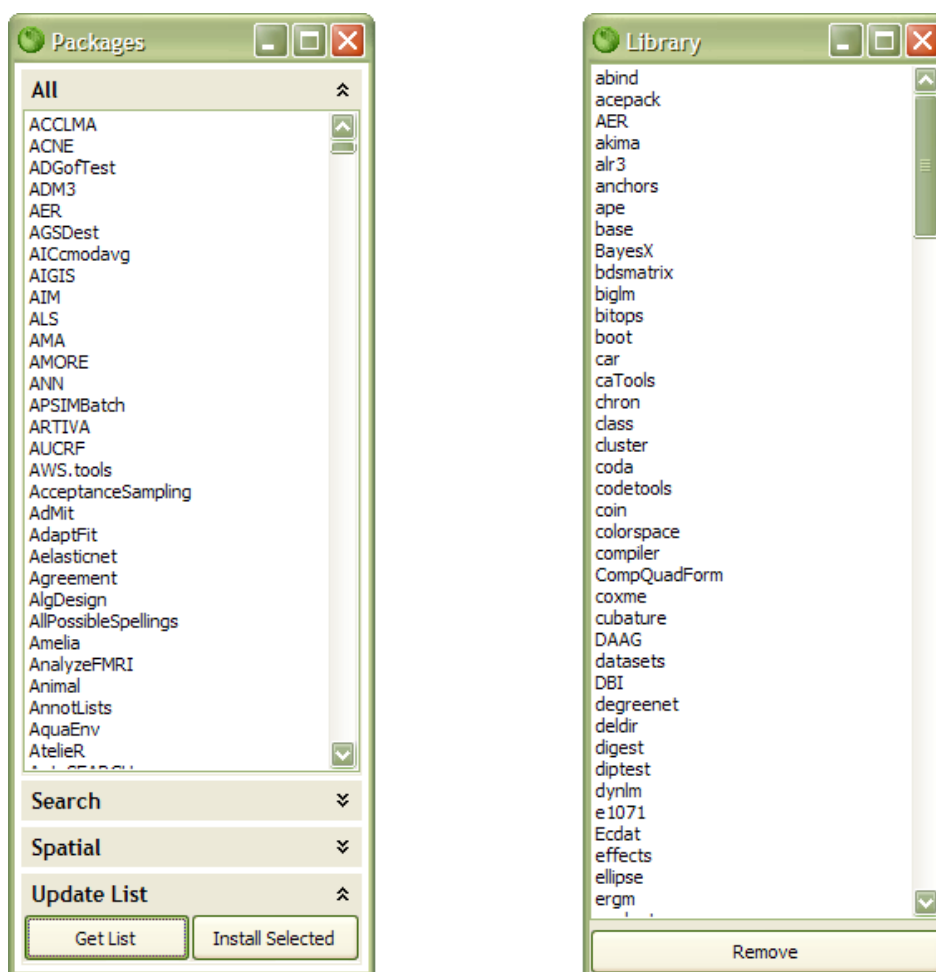 Packages
All
ACCLMA
ACNE
ADGofTest
ADM3
AER
AGSDest
AICcmodavg
AIGIS
AIM
ALS
AMA
AMORE
ANN
APSIMBatch
ARTIVA
AUCRF
AWS.tools
AcceptanceSampling
AdMit
AdaptFit
Aelasticnet
Agreement
AlgDesign
AllPossibleSpellings
Amelia
AnalyzeFMRI
Animal
AnnotLists
AquaEnv
AtelieR
Search
Spatial
Update List
Get List
Install Selected
Library
abind
acepack
AER
akima
alr3
anchors
ape
base
BayesX
bdsmatrix
biglm
bitops
boot
car
caTools
chron
class
cluster
coda
codetools
coin
colorspace
compiler
CompQuadForm
coxme
cubature
DAAG
datasets
DBI
degreenet
deldir
digest
diptest
dynlm
e1071
Ecdat
effects
ellipse
ergm
Remove